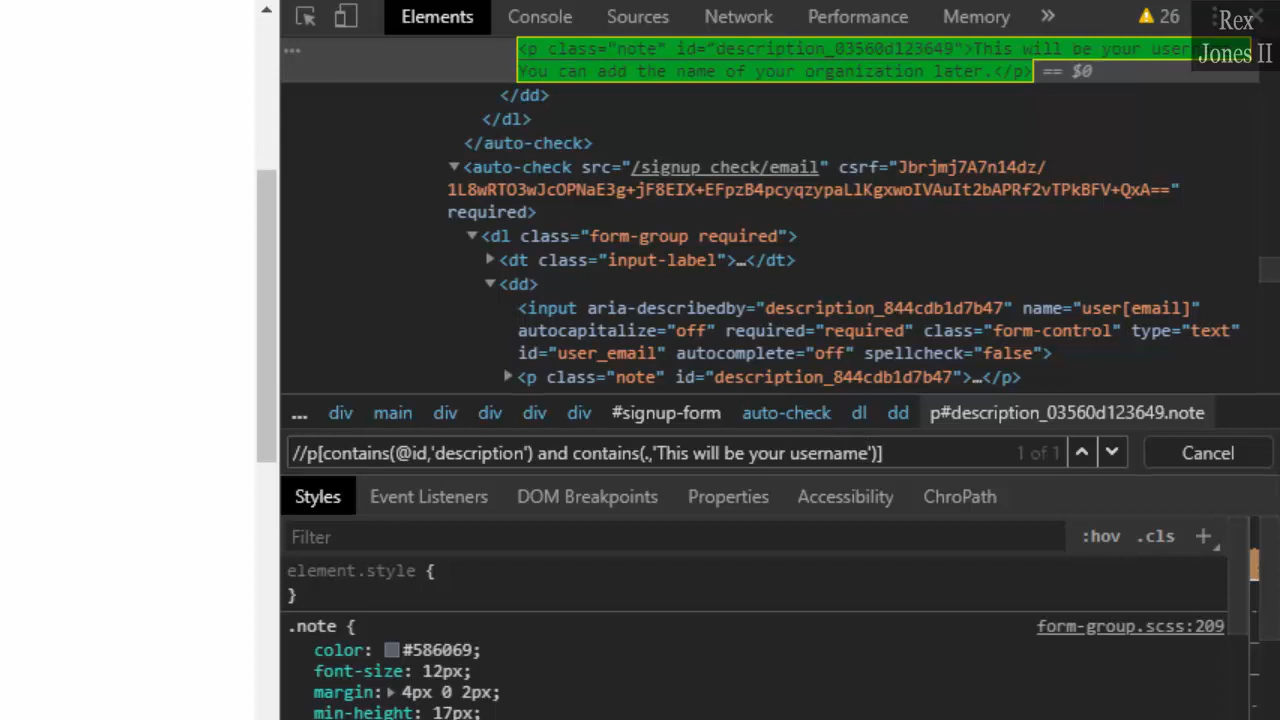 Elements Console Sources Network Performance Memory » 26
Rex
Jones II
… <p class="note" id="description_03560d123649">This will be your
You can add the name of your organization later.</p> == $0
</dd>
</dl>
</auto-check>
<auto-check src="/signup_check/email" csrf="Jbrjmj7A7n14dz/
1L8wRTO3wJcOPNaE3g+jF8EIX+EFpzB4pcyqzypaLlKgxwoIVAuIt2bAPRf2vTPkBFV+QxA=="
required>
<dl class="form-group required">
<dt class="input-label">…</dt>
<dd>
<input aria-describedby="description_844cdb1d7b47" name="user[email]"
autocapitalize="off" required="required" class="form-control" type="text"
id="user_email" autocomplete="off" spellcheck="false">
<p class="note" id="description_844cdb1d7b47">…</p>
... div main div div div div #signup-form auto-check dl dd p#description_03560d123649.note
//p[contains(@id,'description') and contains(.,'This will be your username')] 1 of 1 Cancel
Styles Event Listeners DOM Breakpoints Properties Accessibility ChroPath
Filter :hov .cls +
element.style {
}
.note { form-group.scss:209
color: #586069;
font-size: 12px;
margin: 4px 0 2px;
min-height: 17px;